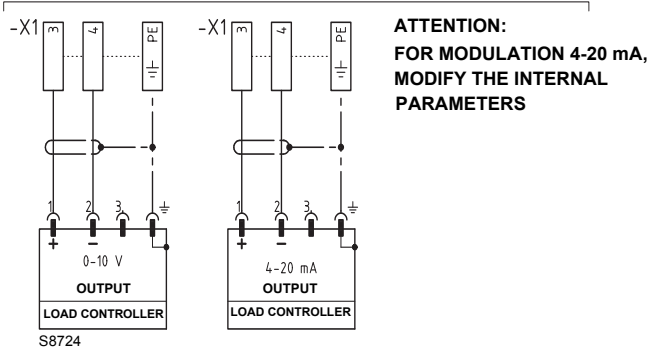 -X1 3 4 PE
1 2 3
+ -
0-10 V
OUTPUT
LOAD CONTROLLER
S8724
-X1 3 4 PE
1 2 3
+ -
4-20 mA
OUTPUT
LOAD CONTROLLER
ATTENTION:
FOR MODULATION 4-20 mA,
MODIFY THE INTERNAL
PARAMETERS